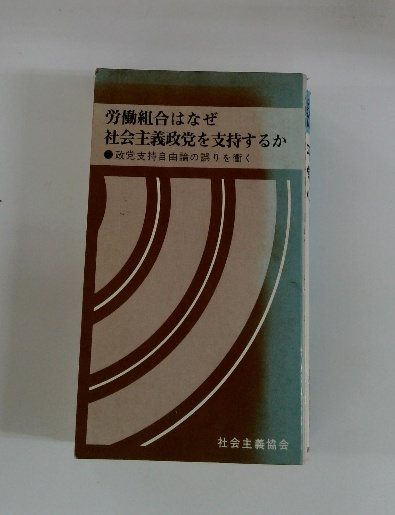 労働組合はなぜ
社会主義政党を支持するか
●政党支持自由論の誤りを衝く
社会主義協会